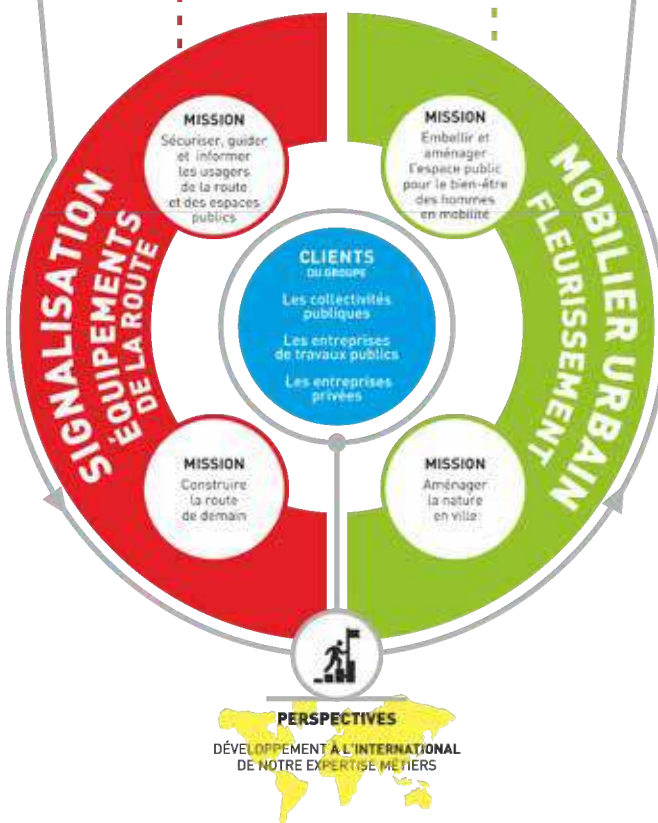 SIGNALISATION
ÉQUIPEMENTS
DE LA ROUTE
MISSION
Sécuriser, guider
et informer
les usagers
de la route
et des espaces
publics
MISSION
Construire
la route
de demain
CLIENTS
DU GROUPE
Les collectivités
publiques
Les entreprises
de travaux publics
Les entreprises
privées
MISSION
Embellir et
aménager
l'espace public
pour le bien-être
des hommes
en mobilité
MISSION
Aménager
la nature
en ville
MOBILIER URBAIN
FLEURISSEMENT
PERSPECTIVES
DÉVELOPPEMENT À L'INTERNATIONAL
DE NOTRE EXPERTISE MÉTIERS